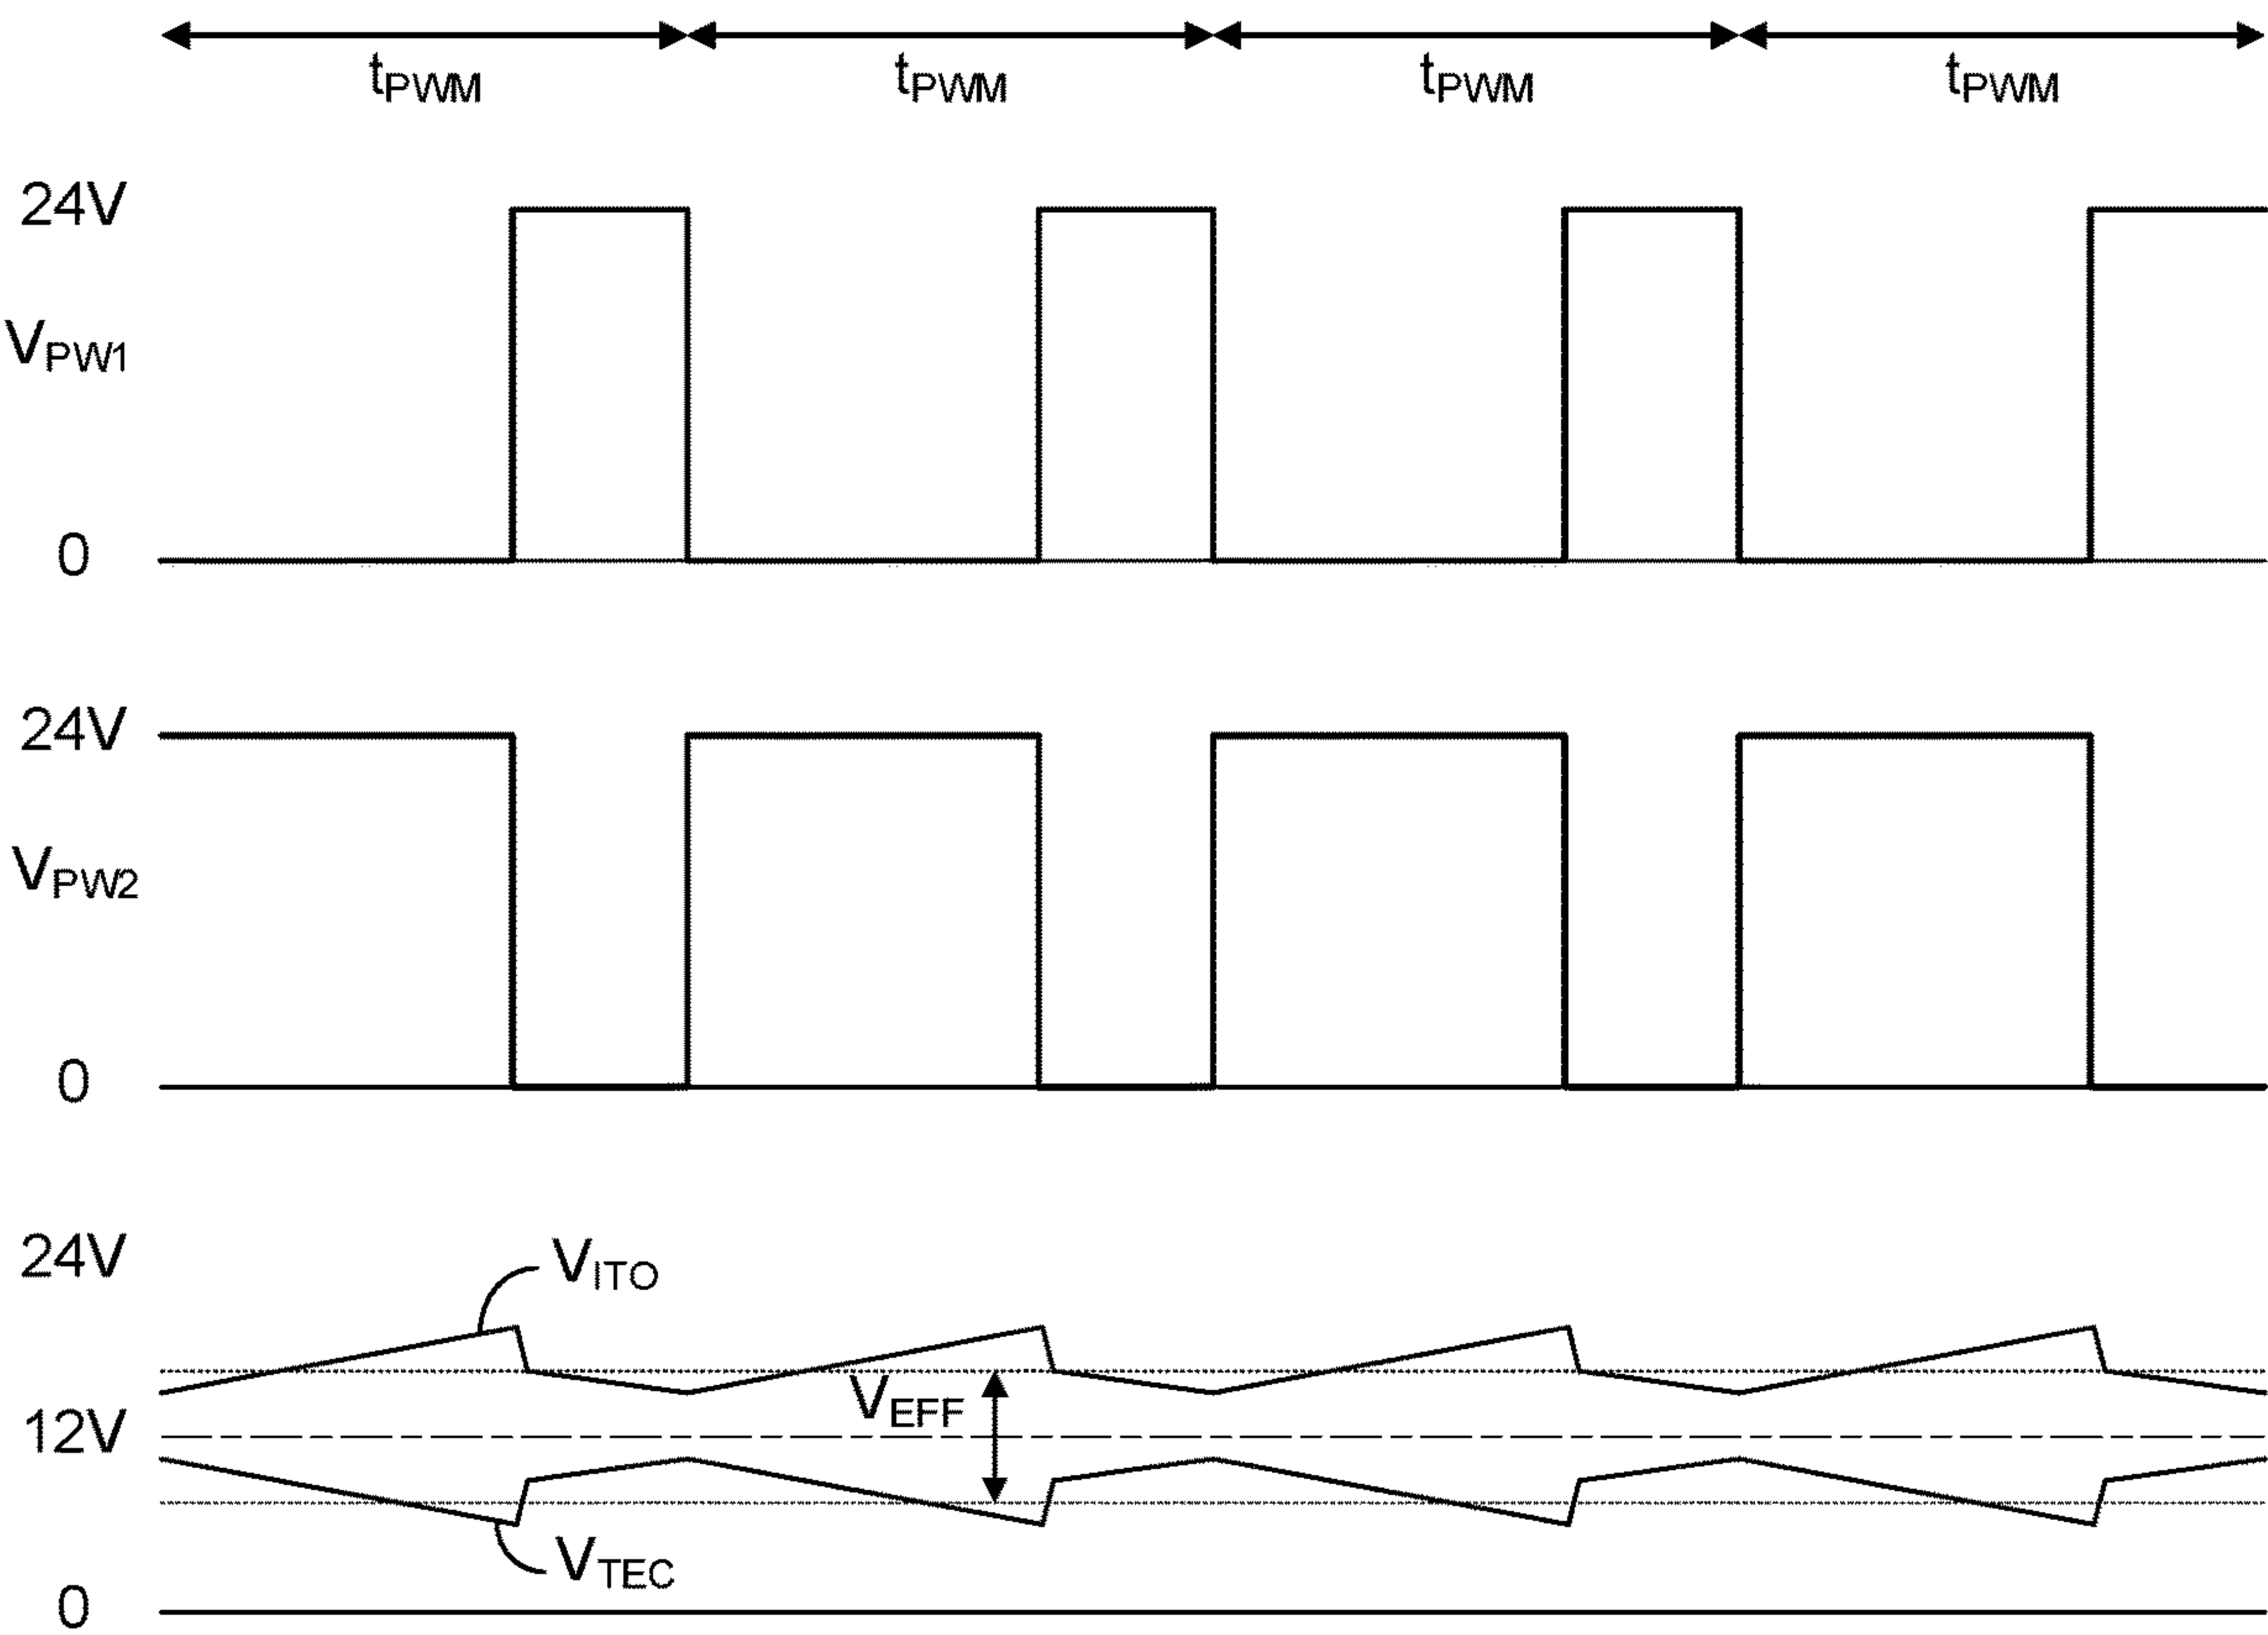 tPWM tPWM tPWM tPWM
24V
VPW1
0
24V
VPW2
0
24V
VITO
VEFF
12V
VTEC
0